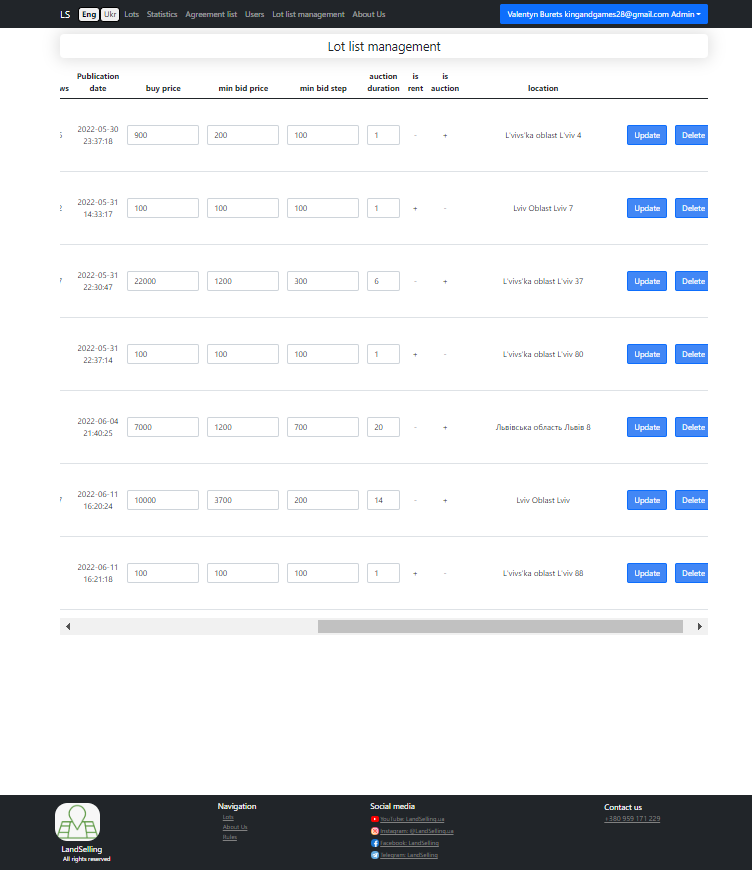 LS Eng Ukr Lots Statistics Agreement list Users Lot list management About Us Valentyn Burets kingandgames28@gmail.com Admin
Lot list management
Publication auction is is
ws date buy price min bid price min bid step duration rent auction location
2022-05-30
23:37:18 900 200 100 1 - + L'vivs'ka oblast L'viv 4 Update Delete
2022-05-31
14:33:17 100 100 100 1 + - Lviv Oblast Lviv 7 Update Delete
2022-05-31
22:30:47 22000 1200 300 6 - + L'vivs'ka oblast L'viv 37 Update Delete
2022-05-31
22:37:14 100 100 100 1 + - L'vivs'ka oblast L'viv 80 Update Delete
2022-06-04
21:40:25 7000 1200 700 20 - + Львівська область Львів 8 Update Delete
2022-06-11
16:20:24 10000 3700 200 14 - + Lviv Oblast Lviv Update Delete
2022-06-11
16:21:18 100 100 100 1 + - L'vivs'ka oblast L'viv 88 Update Delete
LandSelling
All rights reserved
Navigation
Lots
About Us
Rules
Social media
YouTube: LandSelling.ua
Instagram: @LandSelling.ua
Facebook: LandSelling
Telegram: LandSelling
Contact us
+380 959 171 229